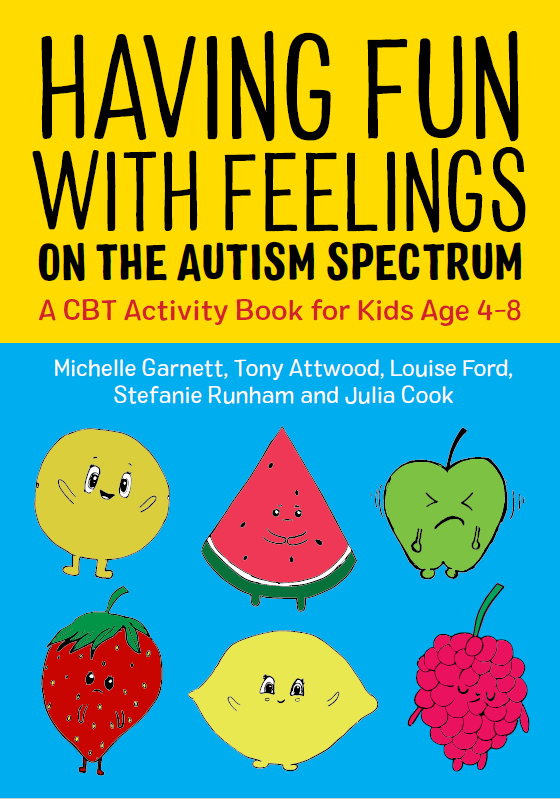 HAVING FUN
WITH FEELINGS
ON THE AUTISM SPECTRUM
A CBT Activity Book for Kids Age 4-8
Michelle Garnett, Tony Attwood, Louise Ford,
Stefanie Runham and Julia Cook